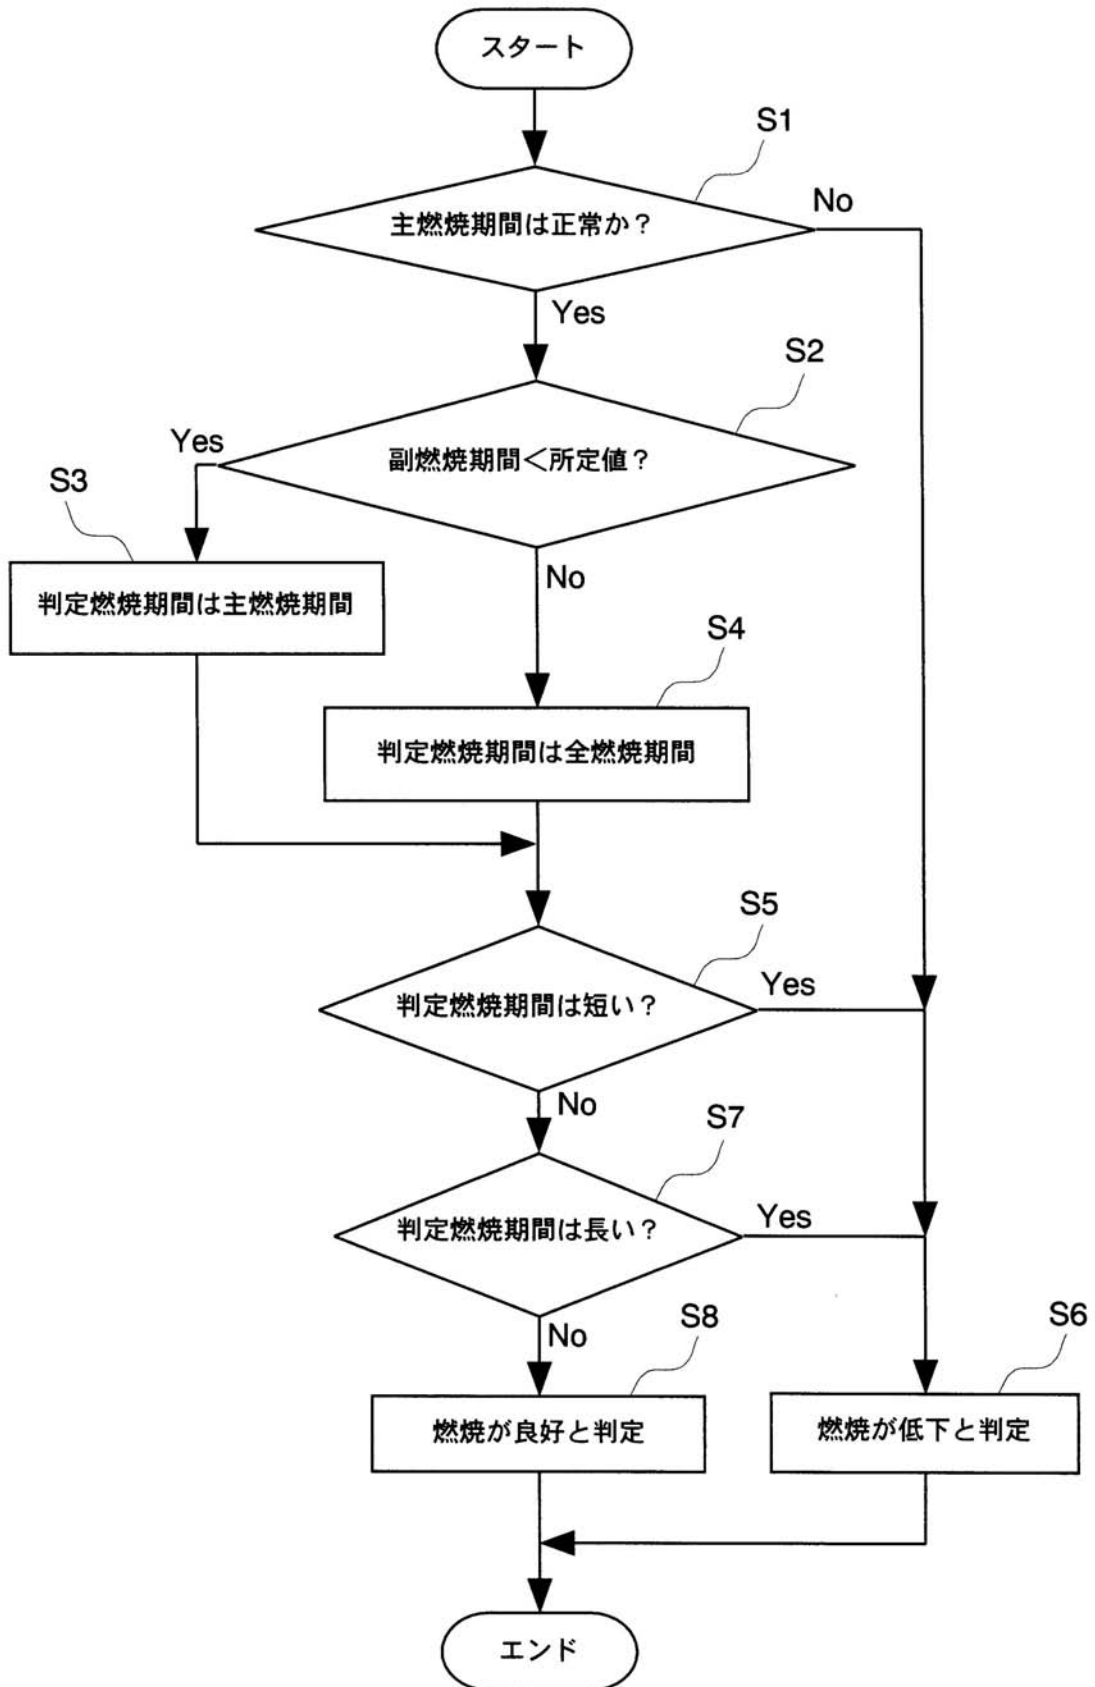 スタート
S1
主燃焼期間は正常か？
No
Yes
S2
副燃焼期間＜所定値？
Yes
S3
No
判定燃焼期間は主燃焼期間
S4
判定燃焼期間は全燃焼期間
S5
判定燃焼期間は短い？
Yes
No
S7
判定燃焼期間は長い？
Yes
No
S8
S6
燃焼が良好と判定
燃焼が低下と判定
エンド